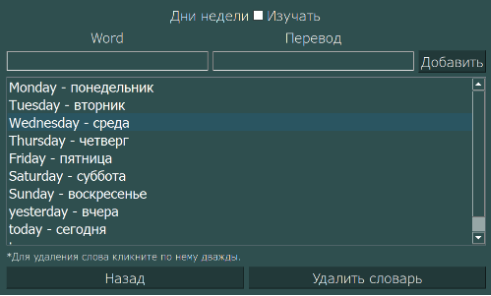 Дни недели Изучать
Word Перевод
Добавить
Monday - понедельник
Tuesday - вторник
Wednesday - среда
Thursday - четверг
Friday - пятница
Saturday - суббота
Sunday - воскресенье
yesterday - вчера
today - сегодня
*Для удаления слова кликните по нему дважды.
Назад Удалить словарь